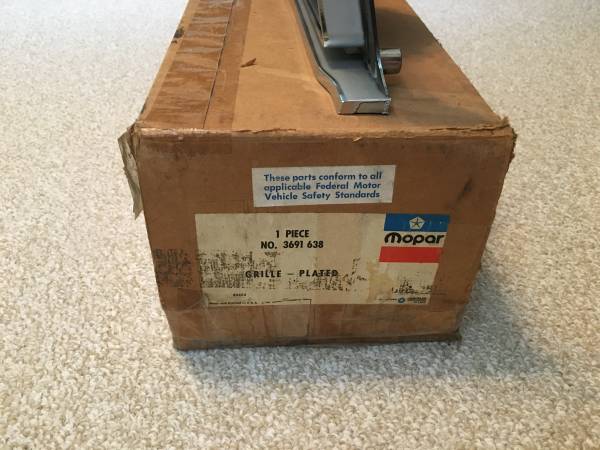 These parts conform to all
applicable Federal Motor
Vehicle Safety Standards
1 PIECE
NO. 3691 638
Mopar
GRILLE — PLATED